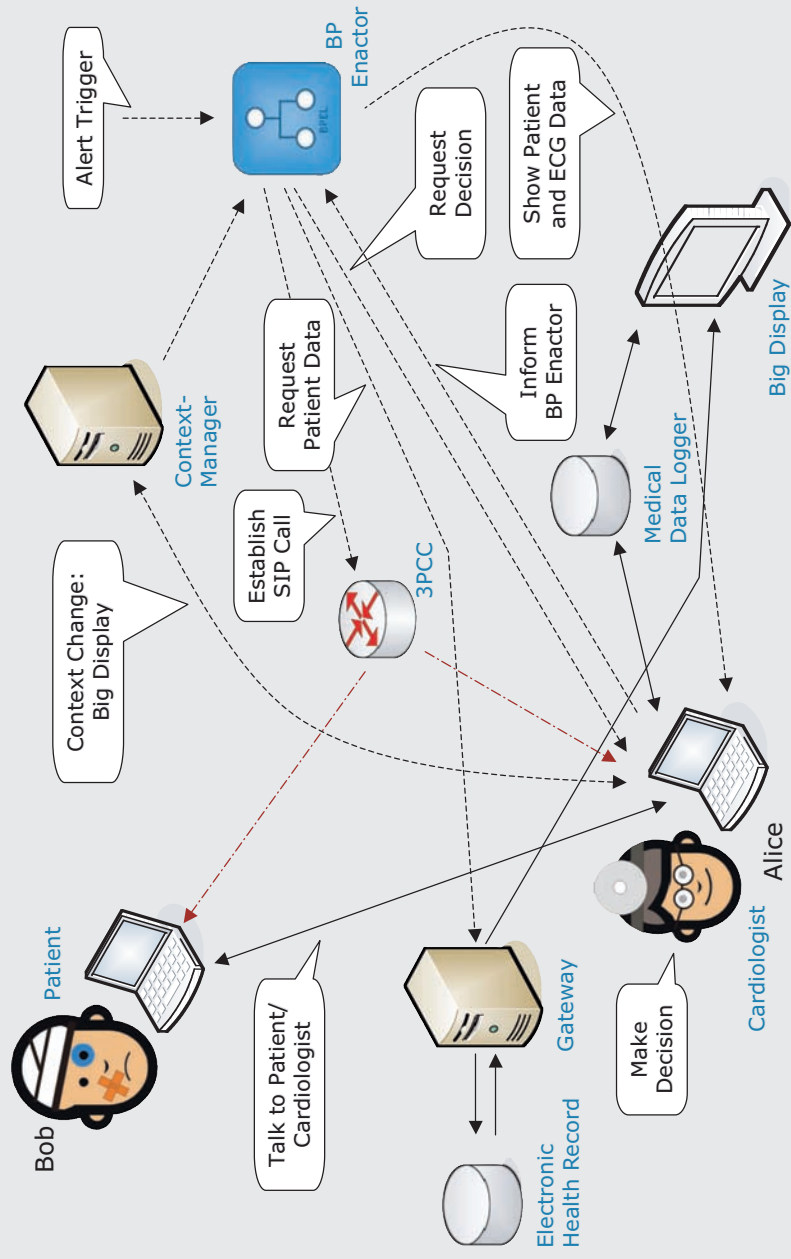 Bob
Patient
Talk to Patient/
Cardiologist
Context Change:
Big Display
Context-
Manager
Alert Trigger
BPEL
BP
Enactor
Establish
SIP Call
3PCC
Request
Patient Data
Request
Decision
Show Patient
and ECG Data
Inform
BP Enactor
Electronic
Health Record
Gateway
Make
Decision
Cardiologist
Alice
Medical
Data Logger
Big Display